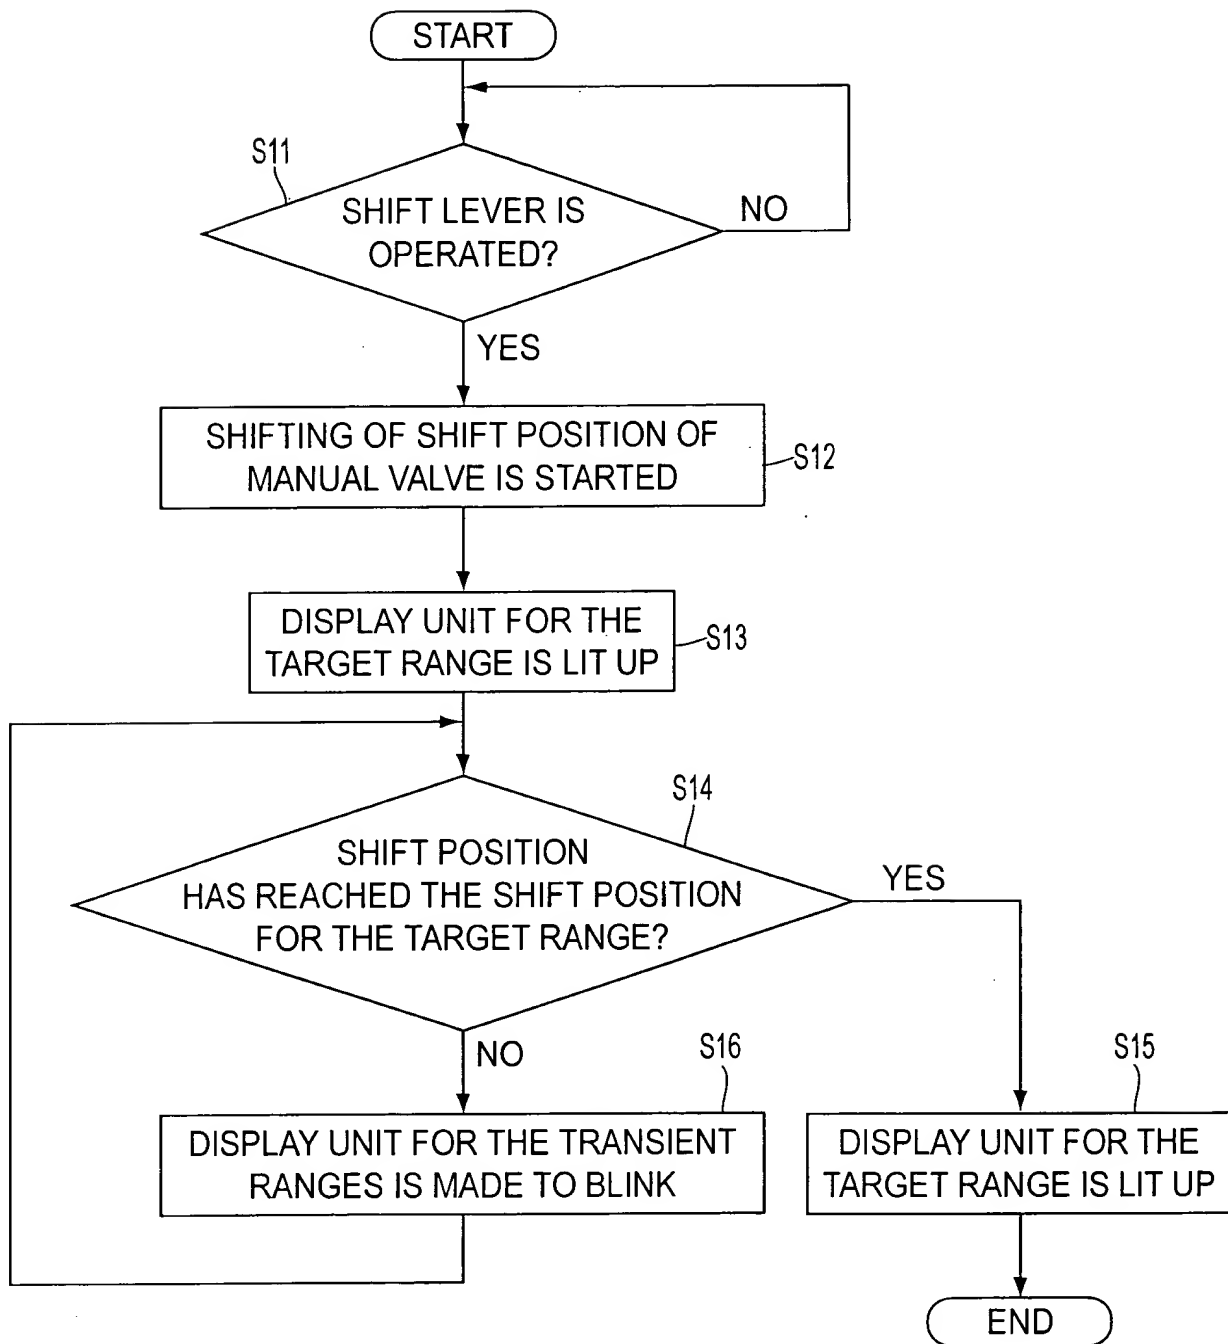 START
S11
SHIFT LEVER IS
OPERATED?
NO
YES
SHIFTING OF SHIFT POSITION OF
MANUAL VALVE IS STARTED
S12
DISPLAY UNIT FOR THE
TARGET RANGE IS LIT UP
S13
S14
SHIFT POSITION
HAS REACHED THE SHIFT POSITION
FOR THE TARGET RANGE?
YES
NO
S16
DISPLAY UNIT FOR THE TRANSIENT
RANGES IS MADE TO BLINK
S15
DISPLAY UNIT FOR THE
TARGET RANGE IS LIT UP
END